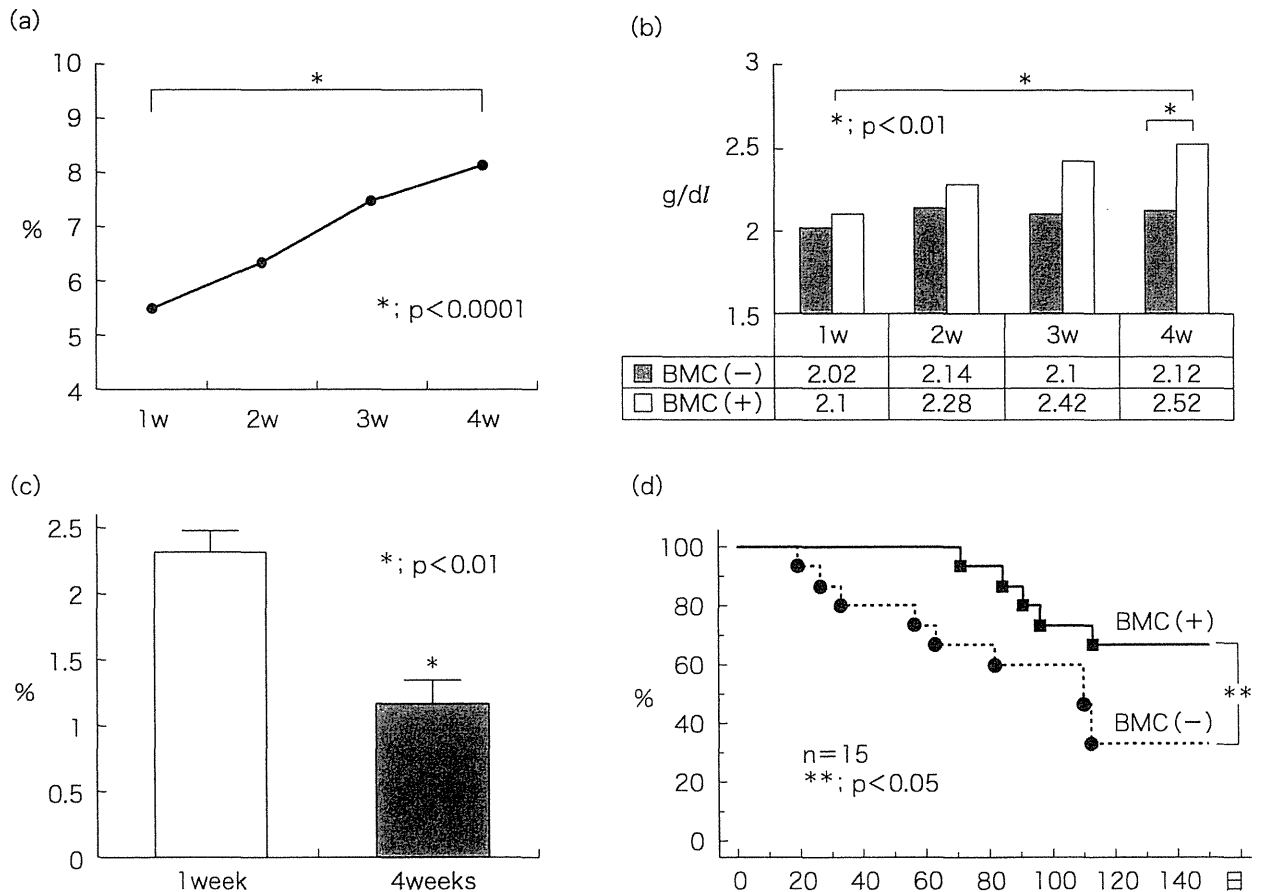 (a)
10
9
8
7
6
5
4
%
*
*; p<0.0001
1w 2w 3w 4w
(b)
3
2.5
2
1.5
g/dl
*
*; p<0.01
*
1w 2w 3w 4w
BMC(−) 2.02 2.14 2.1 2.12
BMC(+) 2.1 2.28 2.42 2.52
(c)
2.5
2
1.5
1
0.5
0
%
*; p<0.01
*
1week 4weeks
(d)
100
80
60
40
20
0
%
BMC(+)
**
BMC(−)
n=15
**; p<0.05
0 20 40 60 80 100 120 140 日